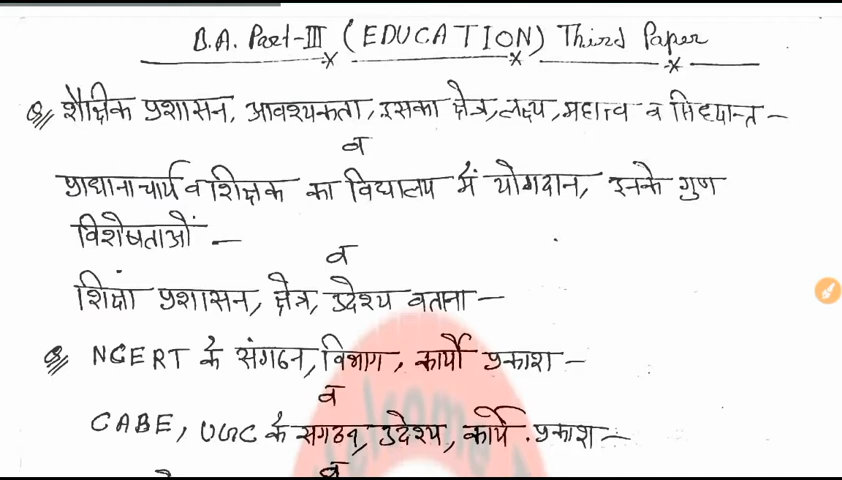 B.A. Part-III (EDUCATION) Third Paper
Q शैक्षिक प्रशासन, आवश्यकता, इसका क्षेत्र, लक्ष्य, महत्त्व व सिध्दान्त –
व
प्रधानाचार्य व शिक्षक का विद्यालय में योगदान, इनके गुण
विशेषताओं –
व
शिक्षा प्रशासन, क्षेत्र, उदेश्य बताना –
Q NCERT के संगठन, विभाग, कार्यो प्रकाश –
व
CABE, UGC के सगठन, उदेश्य, कार्ये प्रकाश –
व